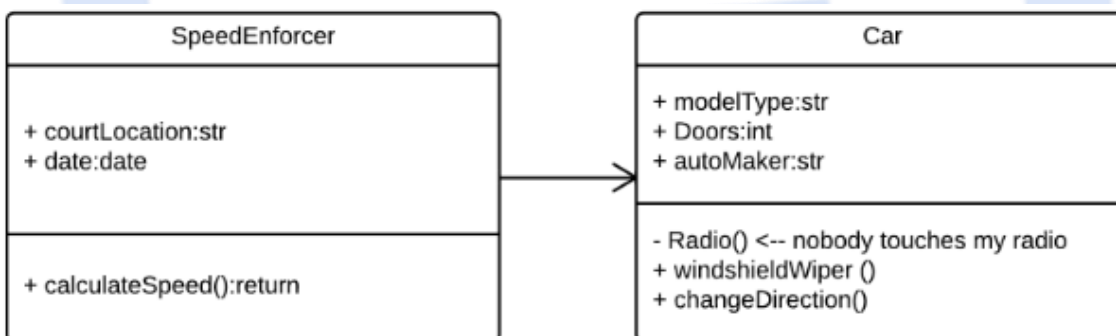 SpeedEnforcer
+ courtLocation:str
+ date:date
+ calculateSpeed():return
Car
+ modelType:str
+ Doors:int
+ autoMaker:str
- Radio() <-- nobody touches my radio
+ windshieldWiper ()
+ changeDirection()